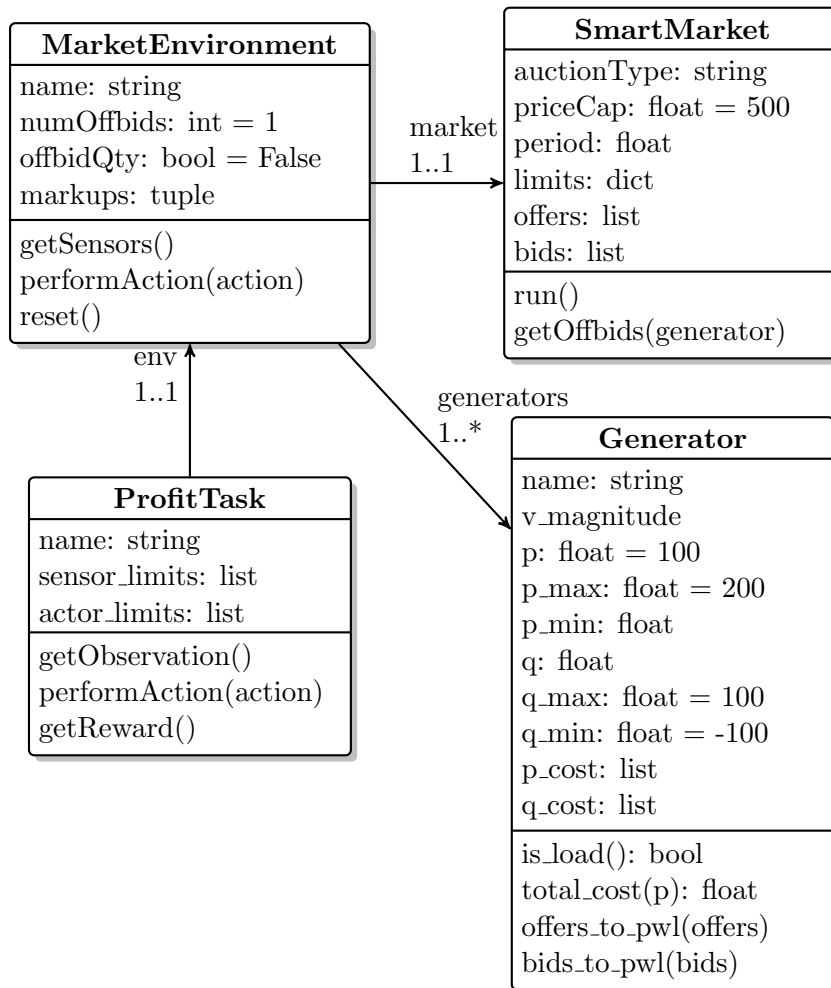 MarketEnvironment
name: string
numOffbids: int = 1
offbidQty: bool = False
markups: tuple
getSensors()
performAction(action)
reset()
market
1..1
SmartMarket
auctionType: string
priceCap: float = 500
period: float
limits: dict
offers: list
bids: list
run()
getOffbids(generator)
env
1..1
generators
1..*
ProfitTask
name: string
sensor_limits: list
actor_limits: list
getObservation()
performAction(action)
getReward()
Generator
name: string
v_magnitude
p: float = 100
p_max: float = 200
p_min: float
q: float
q_max: float = 100
q_min: float = -100
p_cost: list
q_cost: list
is_load(): bool
total_cost(p): float
offers_to_pwl(offers)
bids_to_pwl(bids)